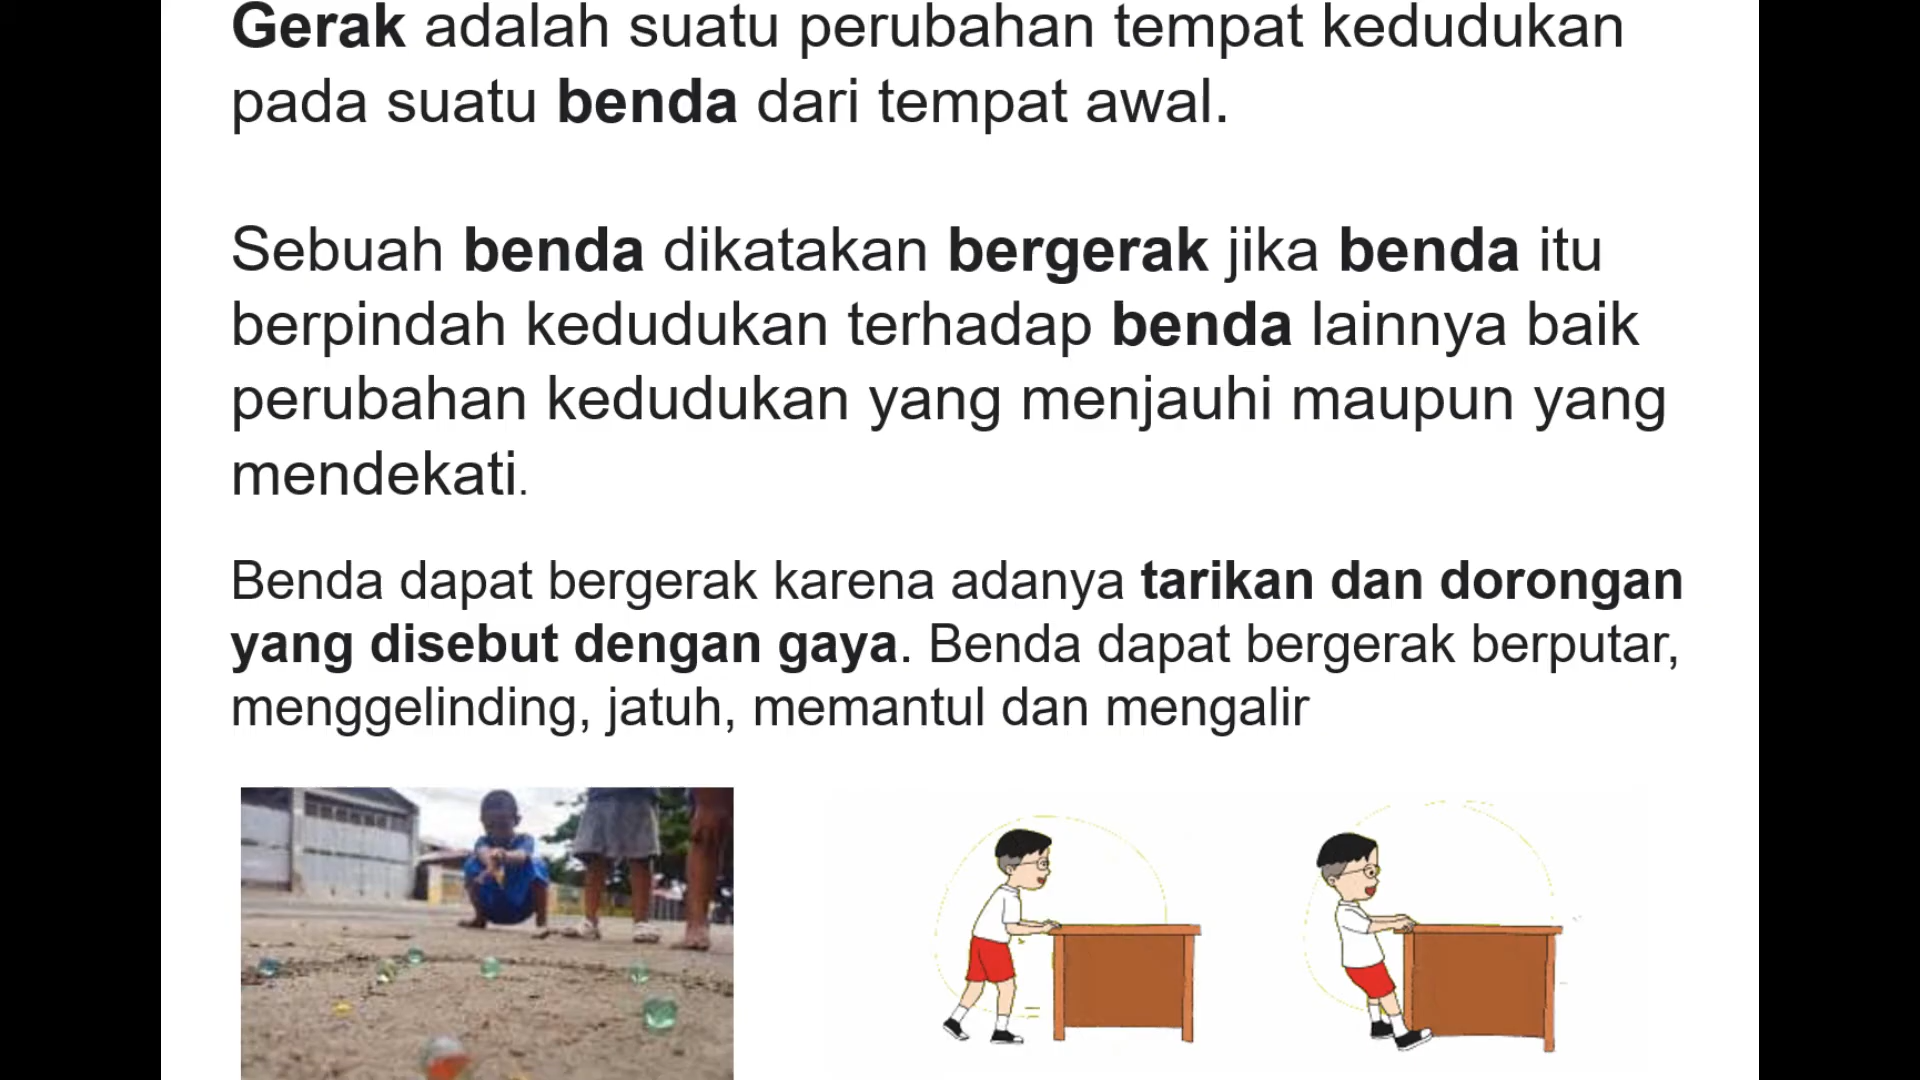 Gerak adalah suatu perubahan tempat kedudukan
pada suatu benda dari tempat awal.
Sebuah benda dikatakan bergerak jika benda itu
berpindah kedudukan terhadap benda lainnya baik
perubahan kedudukan yang menjauhi maupun yang
mendekati.
Benda dapat bergerak karena adanya tarikan dan dorongan
yang disebut dengan gaya. Benda dapat bergerak berputar,
menggelinding, jatuh, memantul dan mengalir